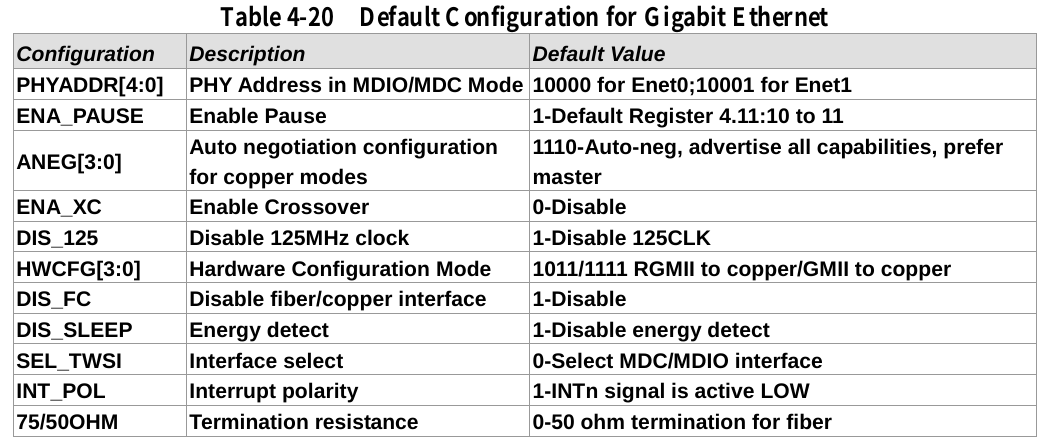 Table 4-20 Default Configuration for Gigabit Ethernet
Configuration Description Default Value
PHYADDR[4:0] PHY Address in MDIO/MDC Mode 10000 for Enet0;10001 for Enet1
ENA_PAUSE Enable Pause 1-Default Register 4.11:10 to 11
ANEG[3:0] Auto negotiation configuration for copper modes 1110-Auto-neg, advertise all capabilities, prefer master
ENA_XC Enable Crossover 0-Disable
DIS_125 Disable 125MHz clock 1-Disable 125CLK
HWCFG[3:0] Hardware Configuration Mode 1011/1111 RGMII to copper/GMII to copper
DIS_FC Disable fiber/copper interface 1-Disable
DIS_SLEEP Energy detect 1-Disable energy detect
SEL_TWSI Interface select 0-Select MDC/MDIO interface
INT_POL Interrupt polarity 1-INTn signal is active LOW
75/50OHM Termination resistance 0-50 ohm termination for fiber